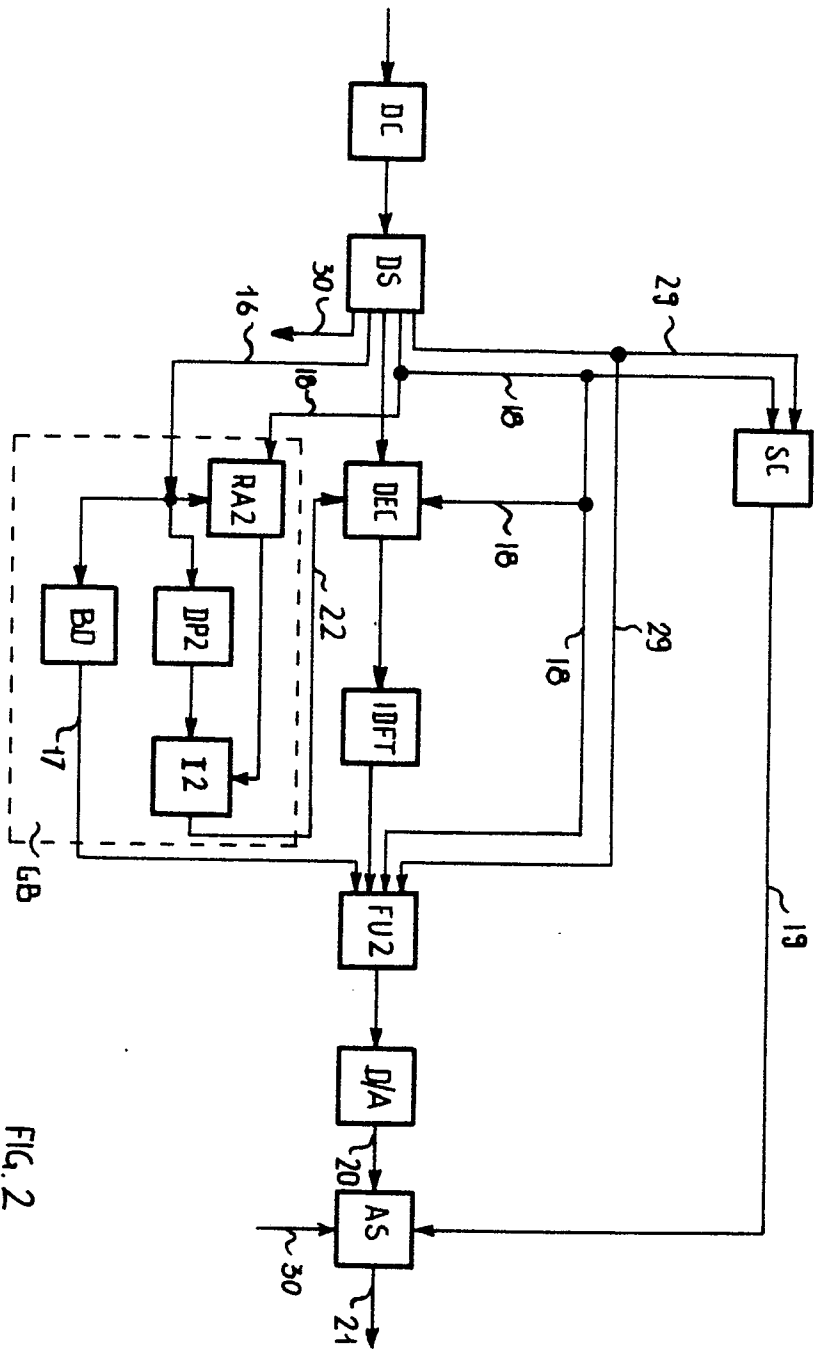 19
SC
29
29
18
18
18
DC
DS
DEC
IDFT
FU2
D/A
AS
20
21
30
22
18
30
16
RA2
DP2
I2
BD
17
GB
FIG. 2